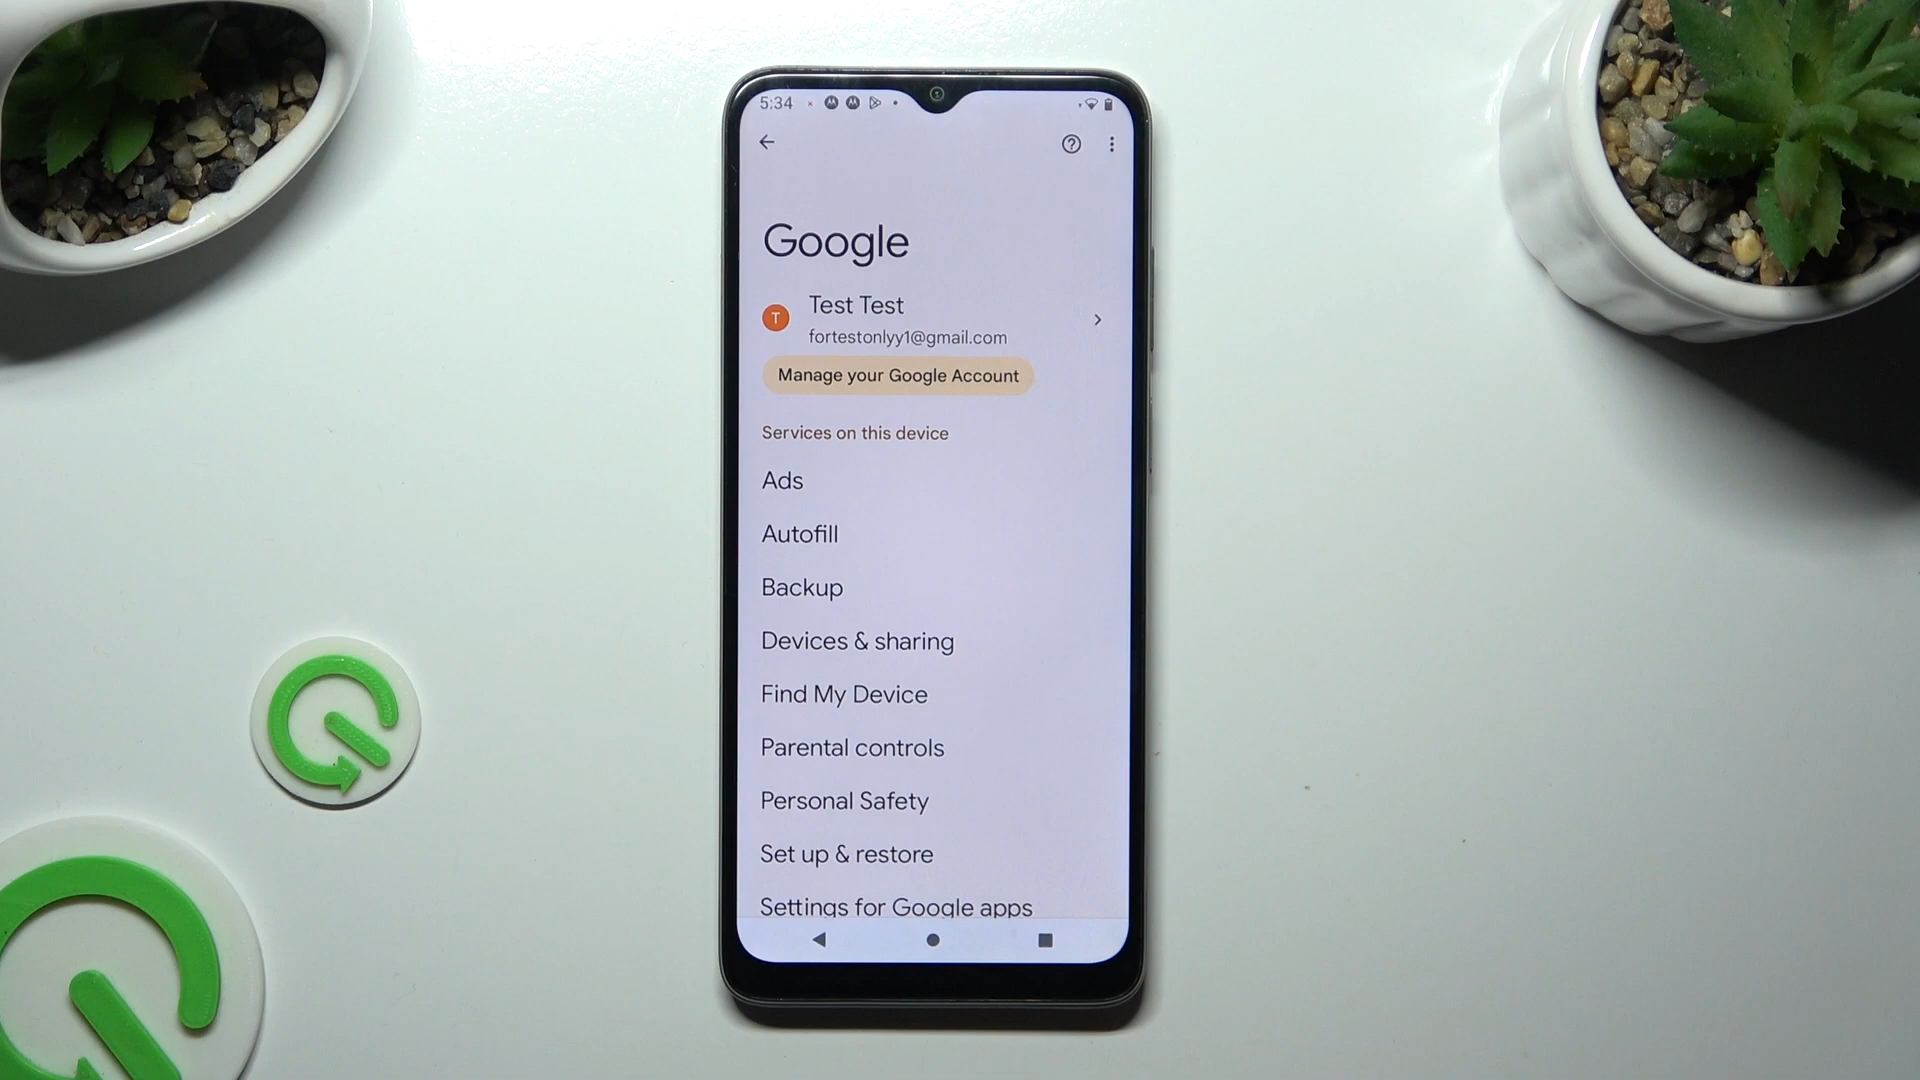 5:34
Google
T
Test Test
fortestonlyy1@gmail.com
Manage your Google Account
Services on this device
Ads
Autofill
Backup
Devices & sharing
Find My Device
Parental controls
Personal Safety
Set up & restore
Settings for Google apps